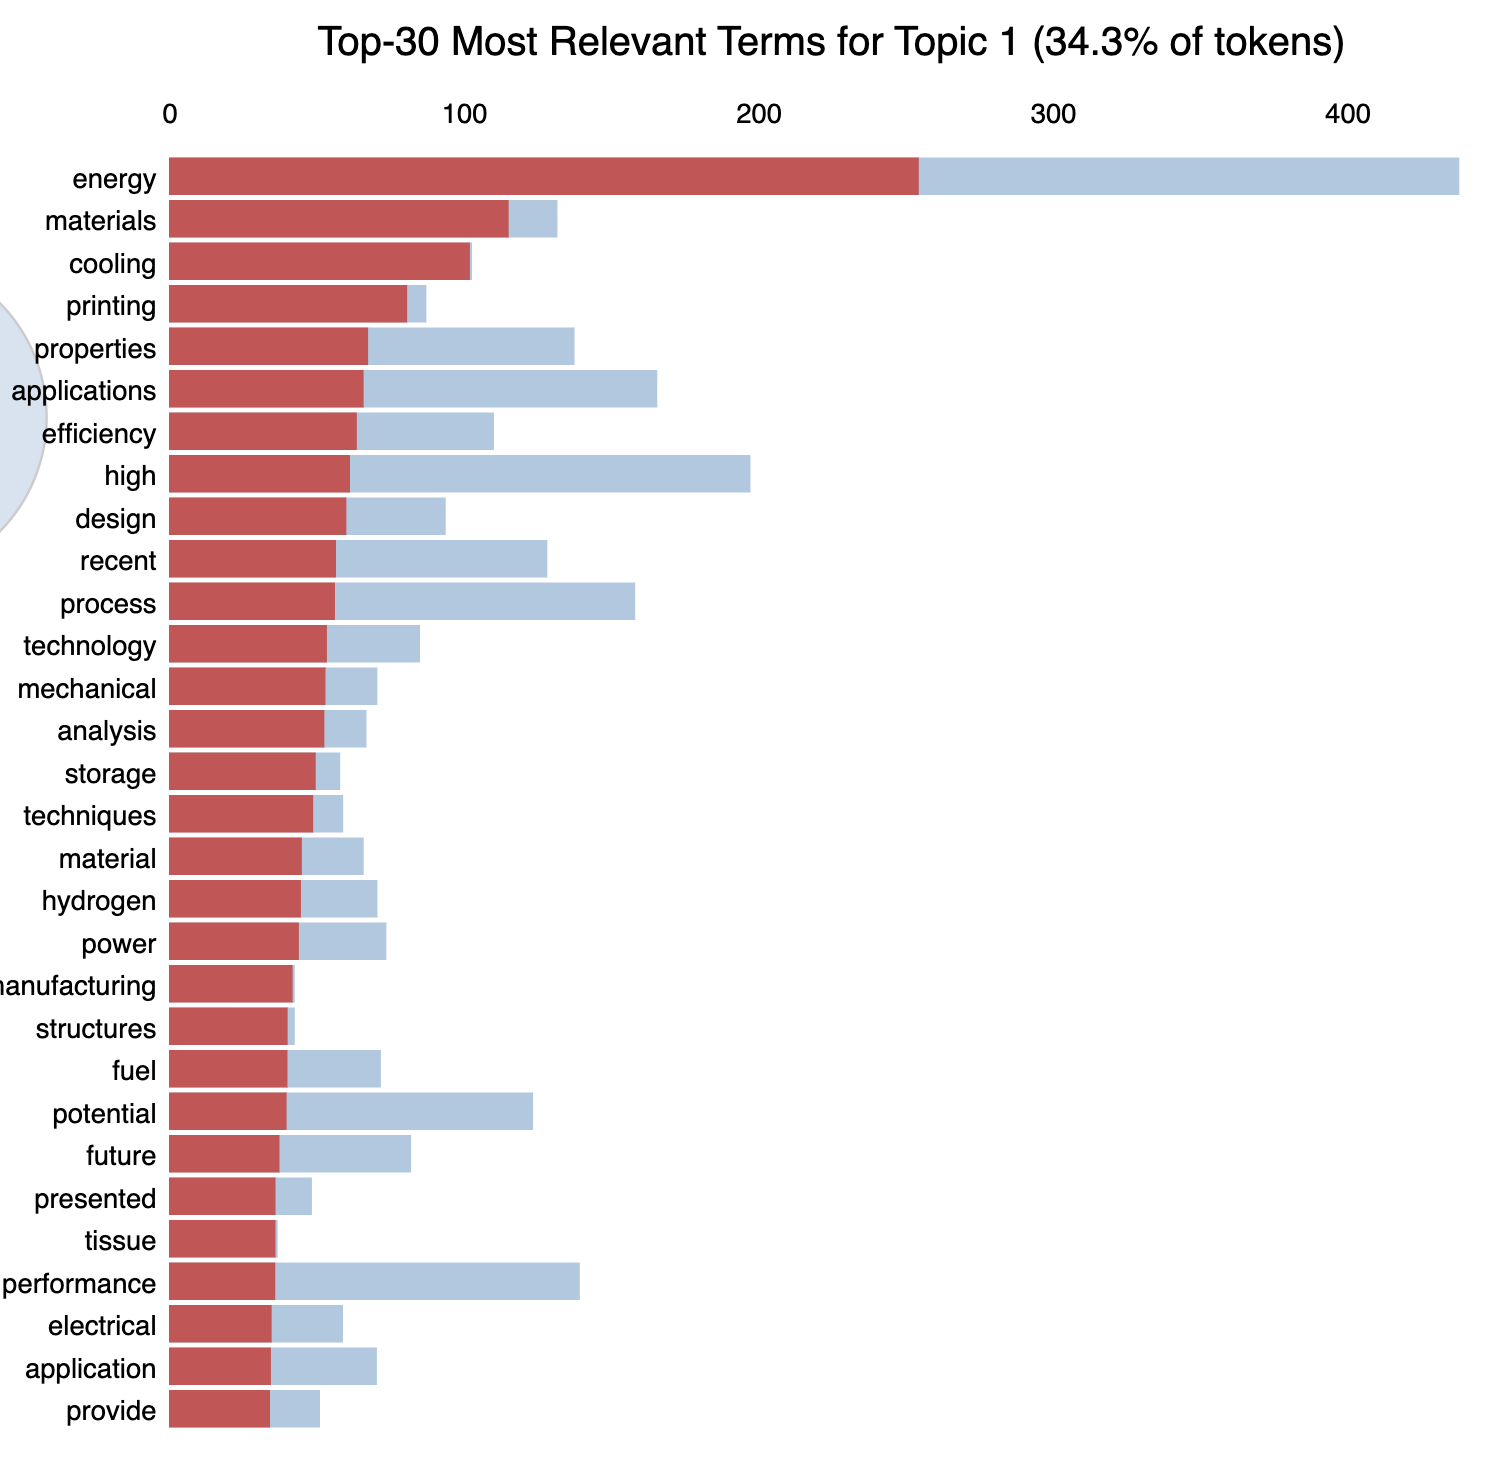 Top-30 Most Relevant Terms for Topic 1 (34.3% of tokens)
0 100 200 300 400
energy
materials
cooling
printing
properties
applications
efficiency
high
design
recent
process
technology
mechanical
analysis
storage
techniques
material
hydrogen
power
anufacturing
structures
fuel
potential
future
presented
tissue
performance
electrical
application
provide